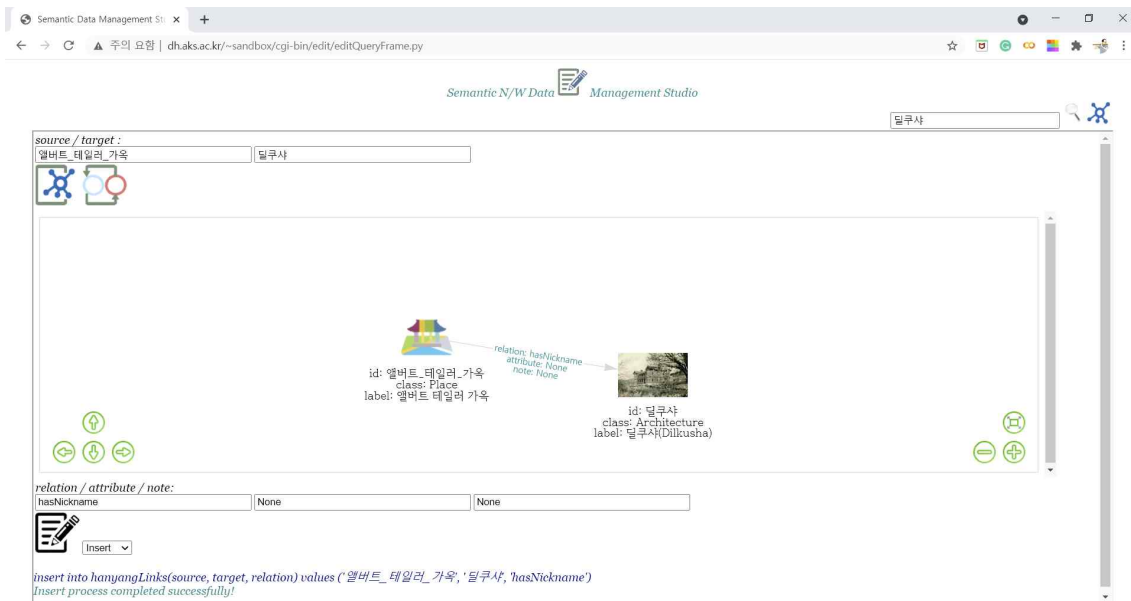 Semantic Data Management St
주의 요함 | dh.aks.ac.kr/~sandbox/cgi-bin/edit/editQueryFrame.py
Semantic N/W Data Management Studio
딜쿠샤
source / target :
앨버트_테일러_가옥 딜쿠샤
relation: hasNickname
attribute: None
note: None
id: 앨버트_테일러_가옥
class: Place
label: 앨버트 테일러 가옥
id: 딜쿠샤
class: Architecture
label: 딜쿠샤(Dilkusha)
relation / attribute / note:
hasNickname None None
Insert
insert into hanyangLinks(source, target, relation) values ('앨버트_테일러_가옥', '딜쿠샤', 'hasNickname')
Insert process completed successfully!